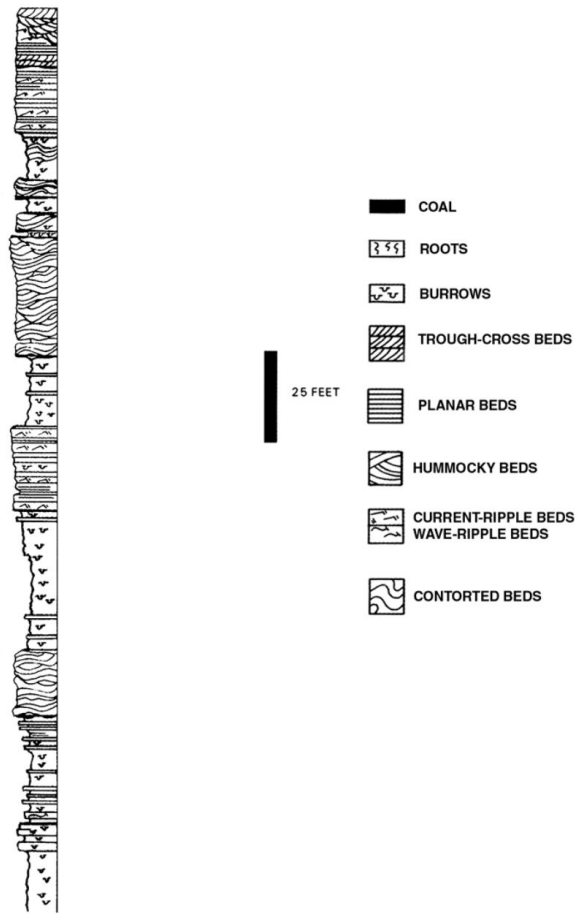 COAL
ROOTS
BURROWS
TROUGH-CROSS BEDS
25 FEET
PLANAR BEDS
HUMMOCKY BEDS
CURRENT-RIPPLE BEDS
WAVE-RIPPLE BEDS
CONTORTED BEDS